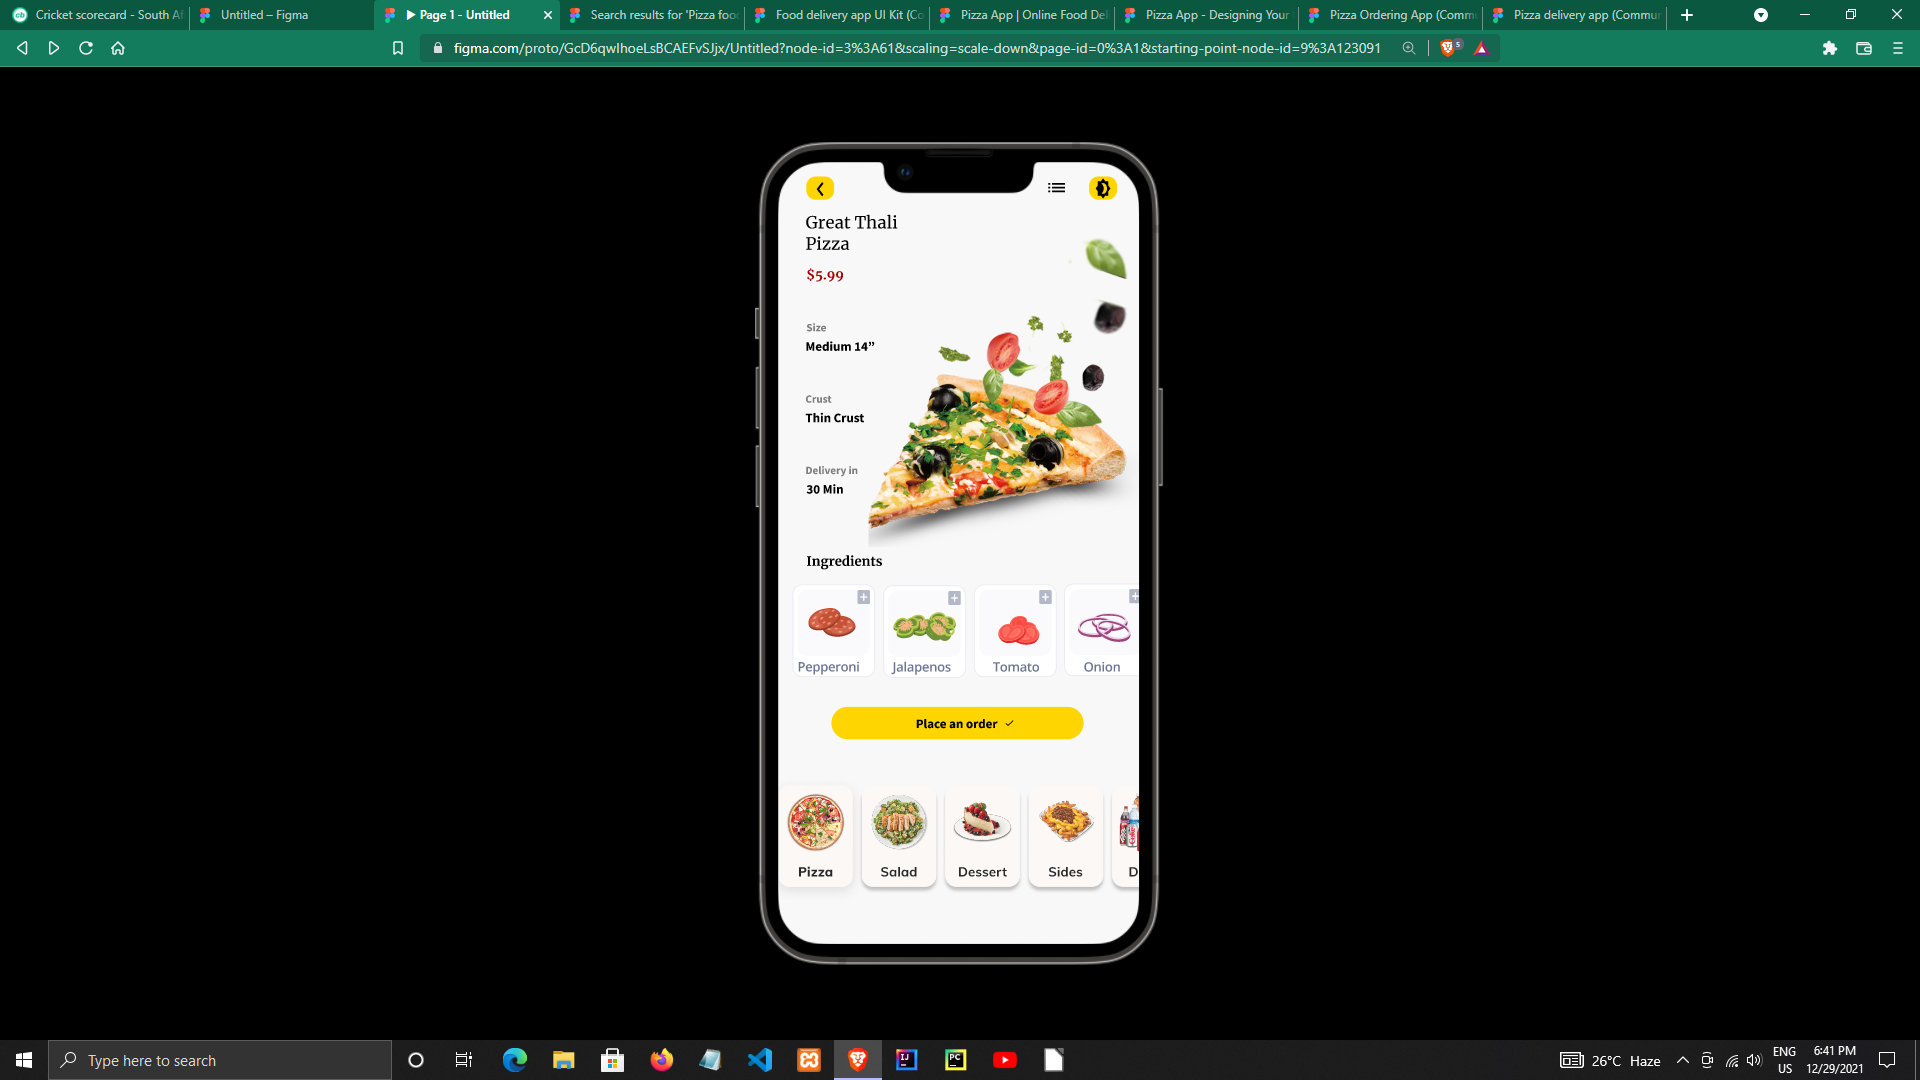 Cricket scorecard - South Af
Untitled – Figma
▶ Page 1 - Untitled
Search results for 'Pizza foo
Food delivery app UI Kit (Co
Pizza App | Online Food Del
Pizza App - Designing Your
Pizza Ordering App (Comm
Pizza delivery app (Commun
figma.com/proto/GcD6qwIhoeLsBCAEFvSJjx/Untitled?node-id=3%3A61&scaling=scale-down&page-id=0%3A1&starting-point-node-id=9%3A123091
5
Great Thali
Pizza
$5.99
Size
Medium 14”
Crust
Thin Crust
Delivery in
30 Min
Ingredients
Pepperoni
Jalapenos
Tomato
Onion
Place an order
Pizza
Salad
Dessert
Sides
D
Type here to search
26°C Haze
ENG
US
6:41 PM
12/29/2021